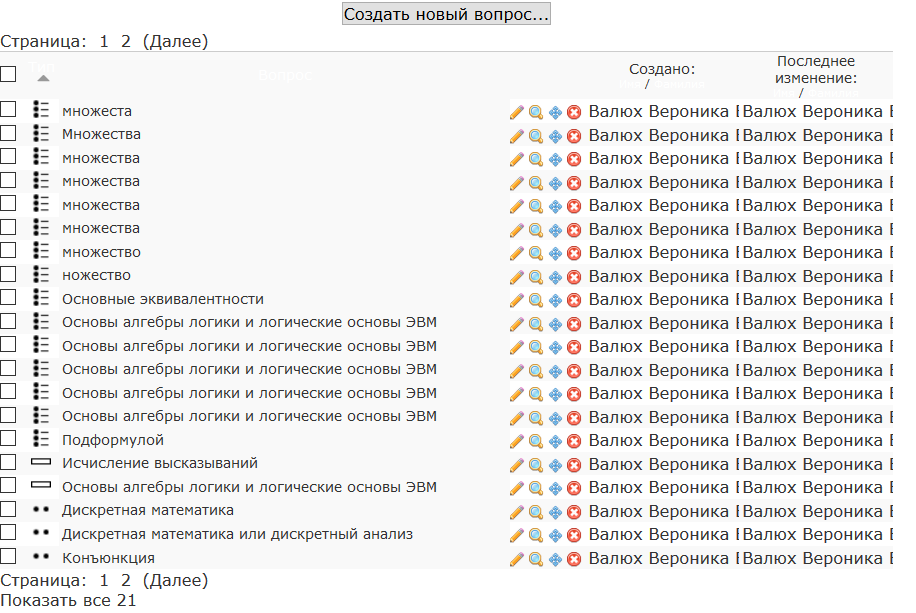 Создать новый вопрос...
Страница: 1 2 (Далее)
Вопрос
Создано:
/
Последнее
изменение:
/
множеста Валюх Вероника Валюх Вероника
Множества Валюх Вероника Валюх Вероника
множества Валюх Вероника Валюх Вероника
множества Валюх Вероника Валюх Вероника
множества Валюх Вероника Валюх Вероника
множества Валюх Вероника Валюх Вероника
множество Валюх Вероника Валюх Вероника
ножество Валюх Вероника Валюх Вероника
Основные эквивалентности Валюх Вероника Валюх Вероника
Основы алгебры логики и логические основы ЭВМ Валюх Вероника Валюх Вероника
Основы алгебры логики и логические основы ЭВМ Валюх Вероника Валюх Вероника
Основы алгебры логики и логические основы ЭВМ Валюх Вероника Валюх Вероника
Основы алгебры логики и логические основы ЭВМ Валюх Вероника Валюх Вероника
Основы алгебры логики и логические основы ЭВМ Валюх Вероника Валюх Вероника
Подформулой Валюх Вероника Валюх Вероника
Исчисление высказываний Валюх Вероника Валюх Вероника
Основы алгебры логики и логические основы ЭВМ Валюх Вероника Валюх Вероника
Дискретная математика Валюх Вероника Валюх Вероника
Дискретная математика или дискретный анализ Валюх Вероника Валюх Вероника
Конъюнкция Валюх Вероника Валюх Вероника
Страница: 1 2 (Далее)
Показать все 21